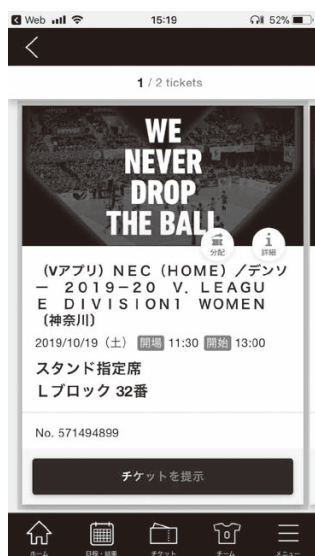 Web
15:19
52%
1 / 2 tickets
WE
NEVER
DROP
THE BALL
分配
詳細
(Vアプリ) NEC (HOME) /デンソ
ー 2019-20 V. LEAGU
E DIVISION1 WOMEN
(神奈川)
2019/10/19 (土) 開場 11:30 開始 13:00
スタンド指定席
Lブロック 32番
No. 571494899
チケットを提示
ホーム
日程・結果
チケット
チーム
メニュー